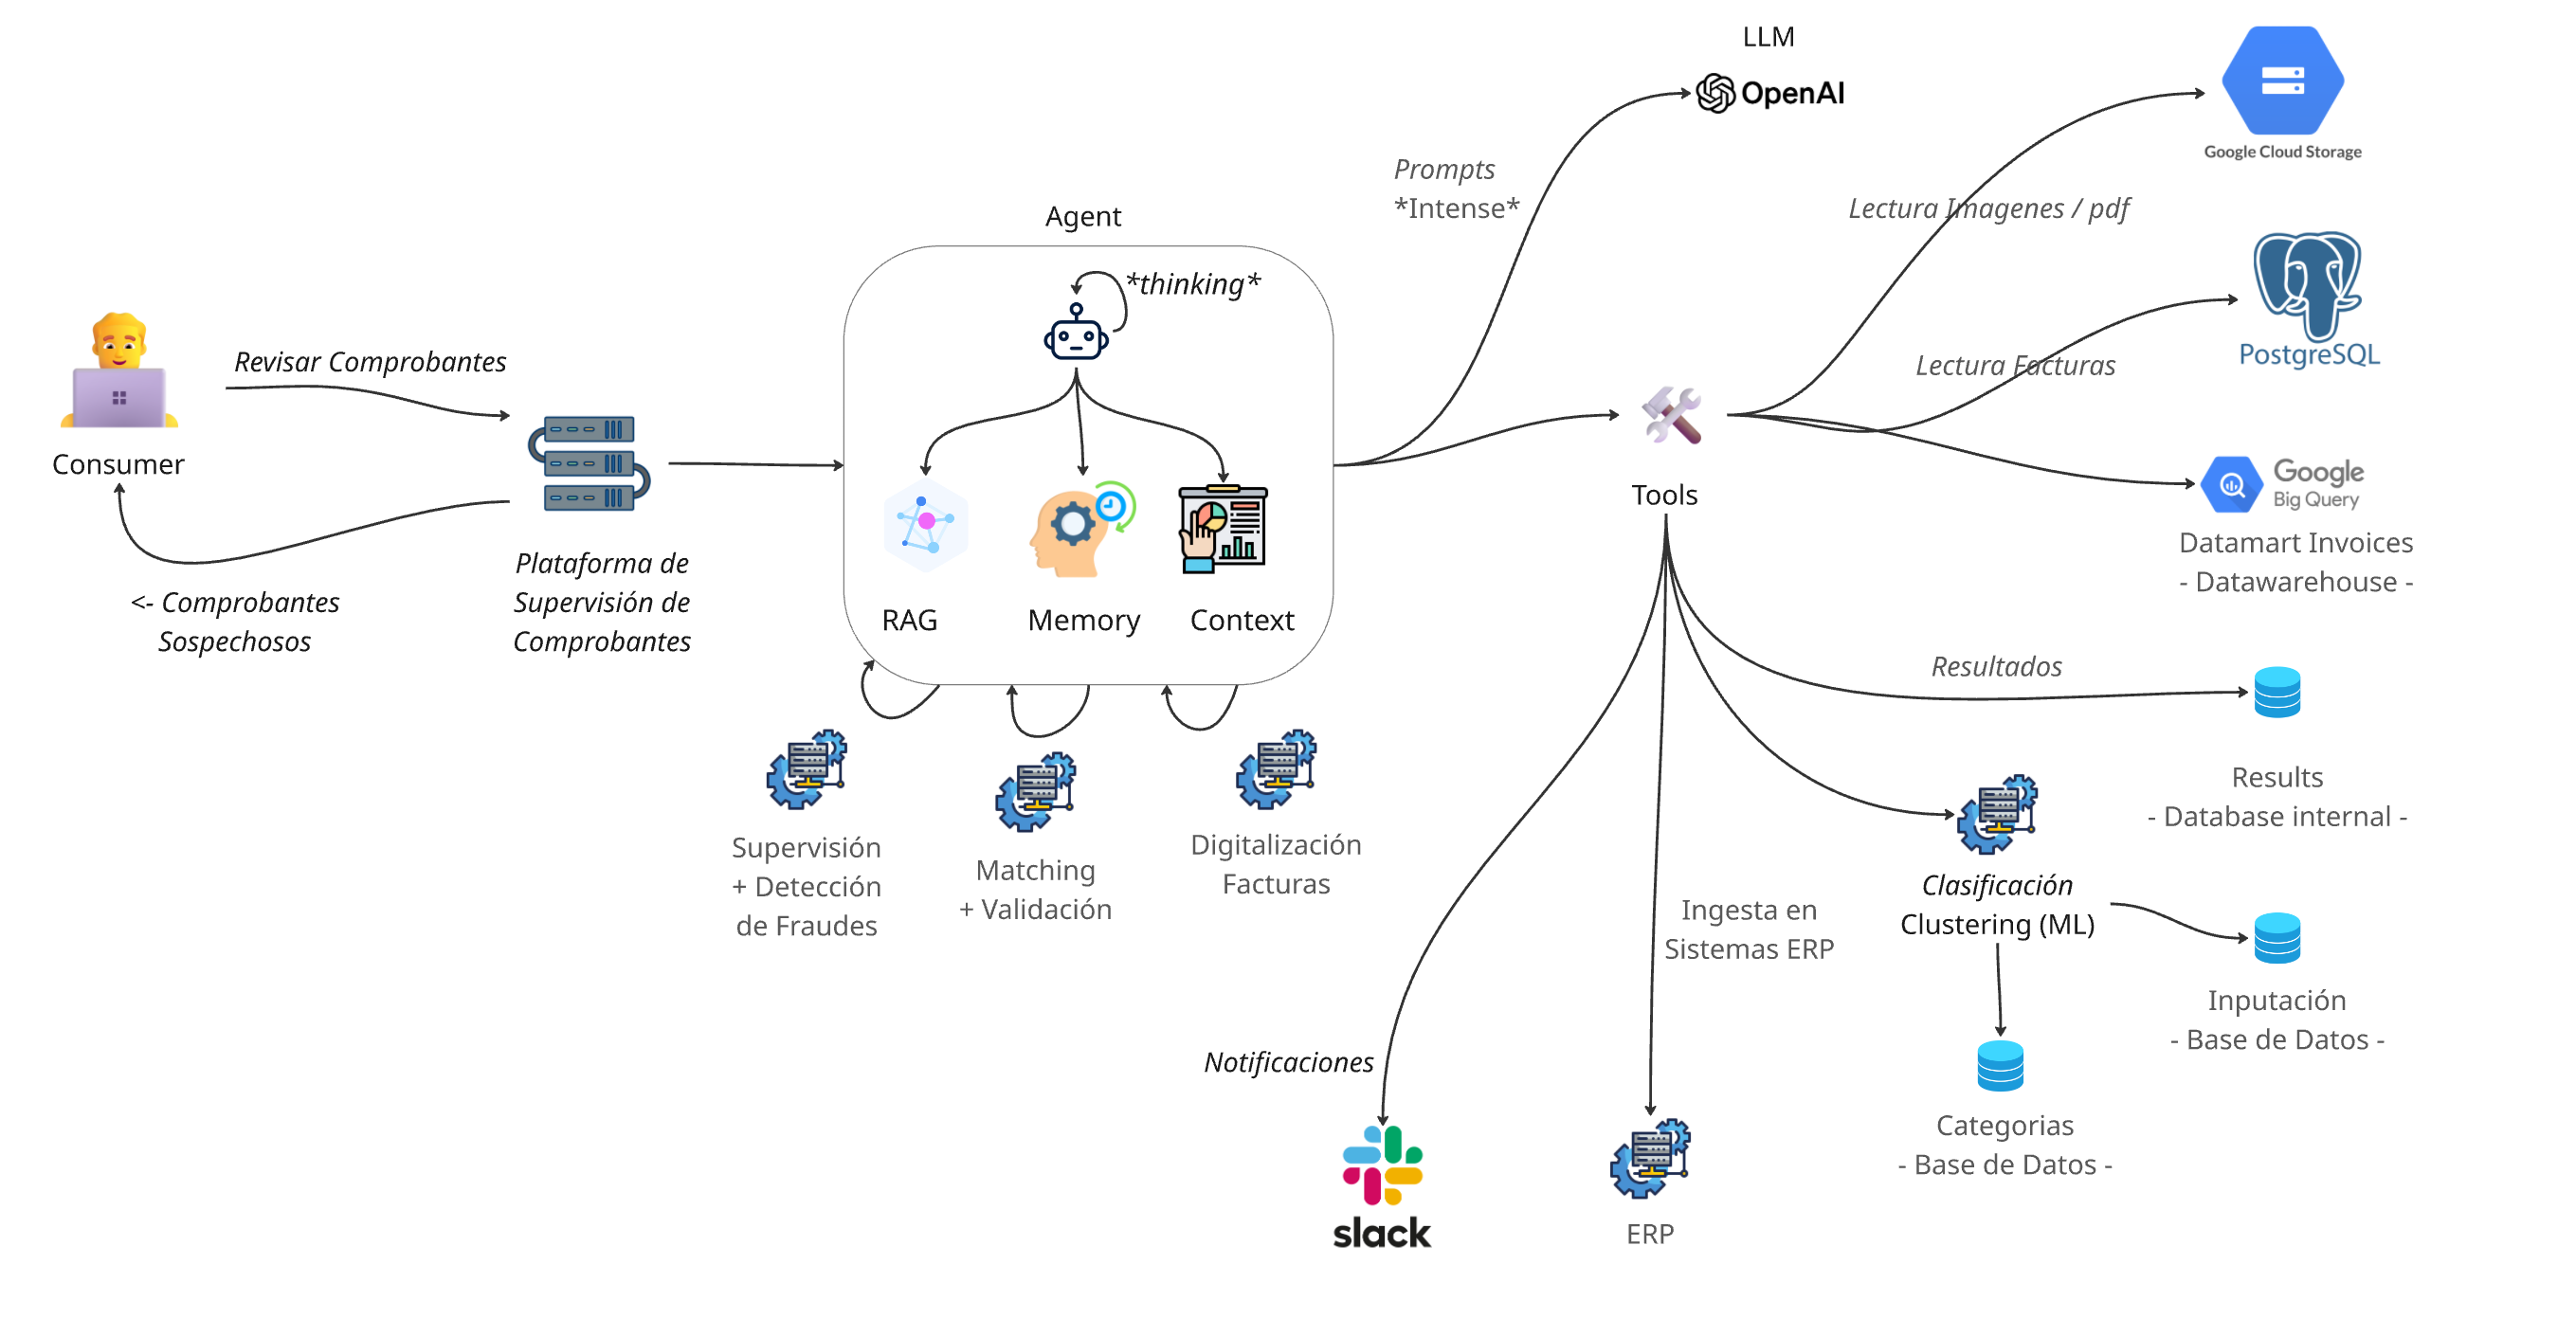 LLM
OpenAI
Google Cloud Storage
Prompts
*Intense*
Lectura Imagenes / pdf
Agent
*thinking*
PostgreSQL
Revisar Comprobantes
Lectura Facturas
Consumer
Google
Big Query
Tools
Datamart Invoices
- Datawarehouse -
Plataforma de
Supervisión de
Comprobantes
<- Comprobantes
Sospechosos
RAG
Memory
Context
Resultados
Results
- Database internal -
Supervisión
+ Detección
de Fraudes
Matching
+ Validación
Digitalización
Facturas
Clasificación
Clustering (ML)
Ingesta en
Sistemas ERP
Inputación
- Base de Datos -
Notificaciones
Categorias
- Base de Datos -
slack
ERP